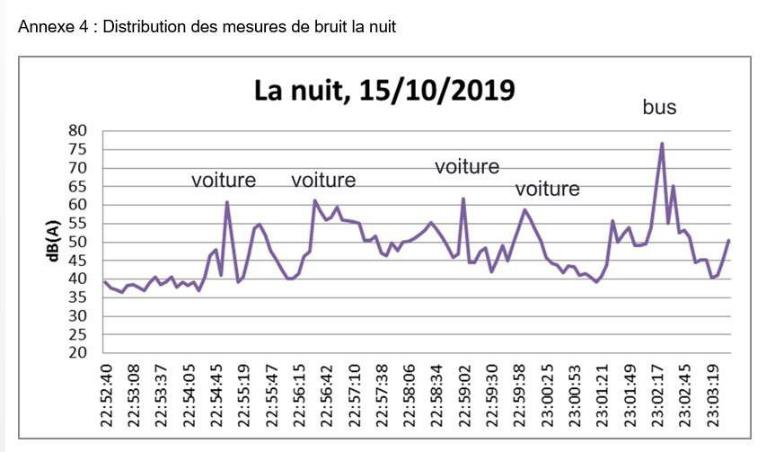 Annexe 4 : Distribution des mesures de bruit la nuit
La nuit, 15/10/2019
bus
voiture voiture voiture voiture
dB(A)
80
75
70
65
60
55
50
45
40
35
30
25
20
22:52:40 22:53:08 22:53:37 22:54:05 22:54:45 22:55:19 22:55:47 22:56:15 22:56:42 22:57:10 22:57:38 22:58:06 22:58:34 22:59:02 22:59:30 22:59:58 23:00:25 23:00:53 23:01:21 23:01:49 23:02:17 23:02:45 23:03:19